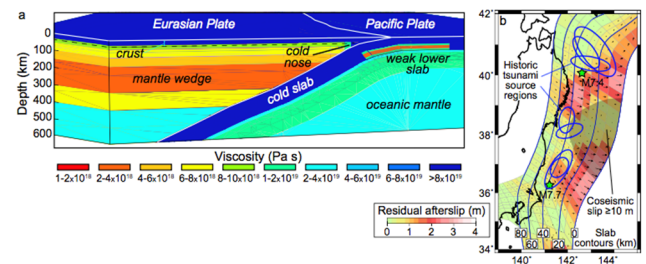 a
Eurasian Plate
Pacific Plate
0
100
200
300
400
500
600
Depth (km)
crust
cold
nose
mantle wedge
cold slab
weak lower
slab
oceanic mantle
Viscosity (Pa s)
1-2x10¹⁸
2-4x10¹⁸
4-6x10¹⁸
6-8x10¹⁸
8-10x10¹⁸
1-2x10¹⁹
2-4x10¹⁹
4-6x10¹⁹
6-8x10¹⁹
>8x10¹⁹
Residual afterslip (m)
0 1 2 3 4
b
42°
40°
38°
36°
34°
Historic
tsunami
source
regions
M7.4
M7.7
Coseismic
slip ≥10 m
80 60 40 20 0
Slab
contours (km)
140° 142° 144°